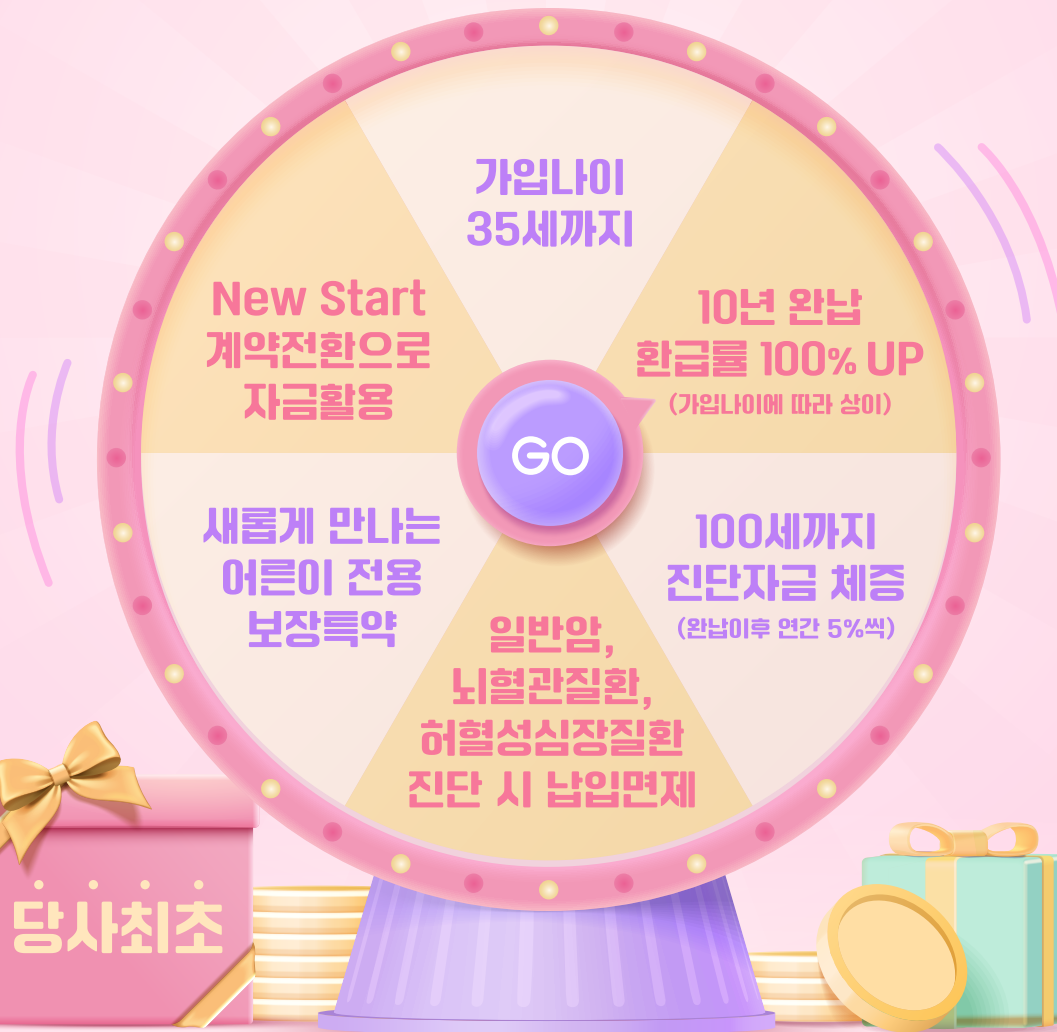 가입나이
35세까지
New Start
계약전환으로
자금활용
10년 완납
환급률 100% UP
(가입나이에 따라 상이)
GO
새롭게 만나는
어른이 전용
보장특약
100세까지
진단자금 체증
(완납이후 연간 5%씩)
일반암,
뇌혈관질환,
허혈성심장질환
진단 시 납입면제
당사최초